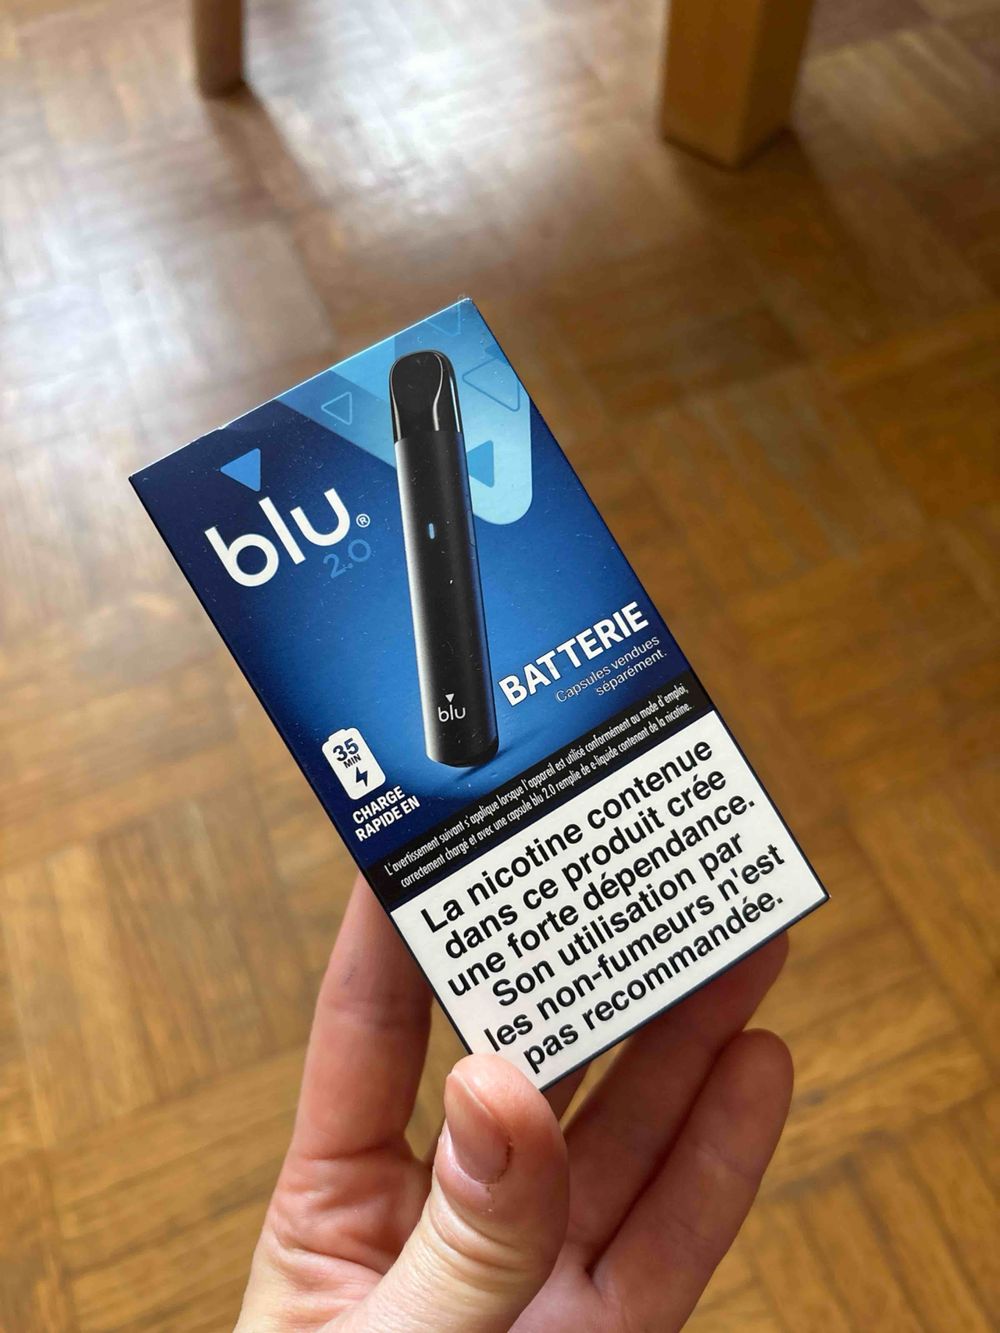 blu®
2.0
blu
BATTERIE
Capsules vendues
séparément.
35
MIN
CHARGE
RAPIDE EN
L'avertissement suivant s'applique lorsque l'appareil est utilisé conformément au mode d'emploi,
correctement chargé et avec une capsule blu 2.0 remplie de e-liquide contenant de la nicotine.
La nicotine contenue
dans ce produit crée
une forte dépendance.
Son utilisation par
les non-fumeurs n'est
pas recommandée.